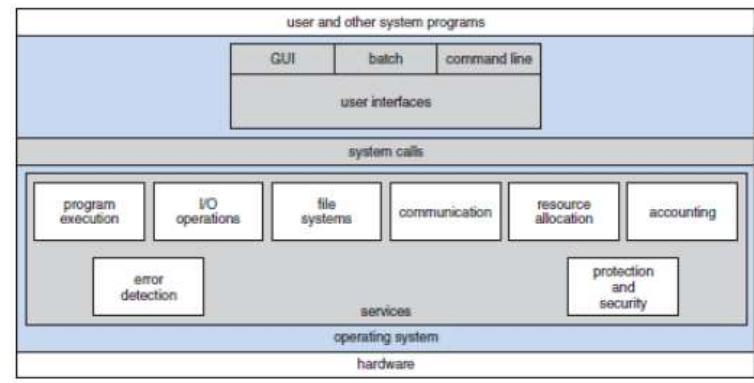 user and other system programs
GUI batch command line
user interfaces
system calls
program execution
I/O operations
file systems
communication
resource allocation
accounting
error detection
protection and security
services
operating system
hardware